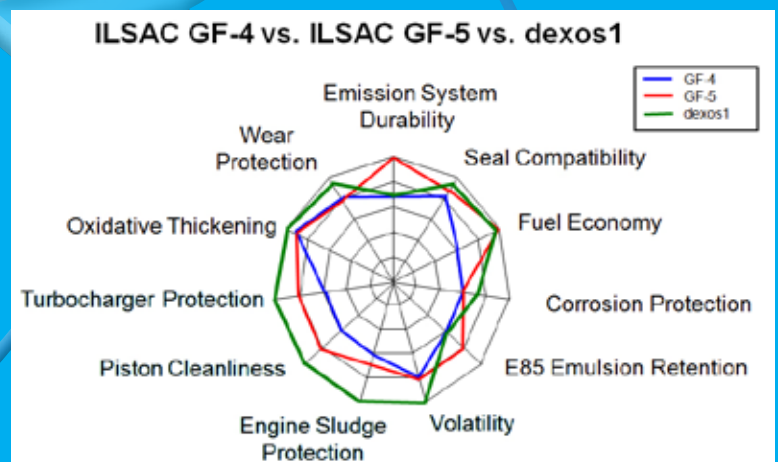 ILSAC GF-4 vs. ILSAC GF-5 vs. dexos1
GF-4
GF-5
dexos1
Emission System
Durability
Seal Compatibility
Fuel Economy
Corrosion Protection
E85 Emulsion Retention
Volatility
Engine Sludge
Protection
Piston Cleanliness
Turbocharger Protection
Oxidative Thickening
Wear
Protection